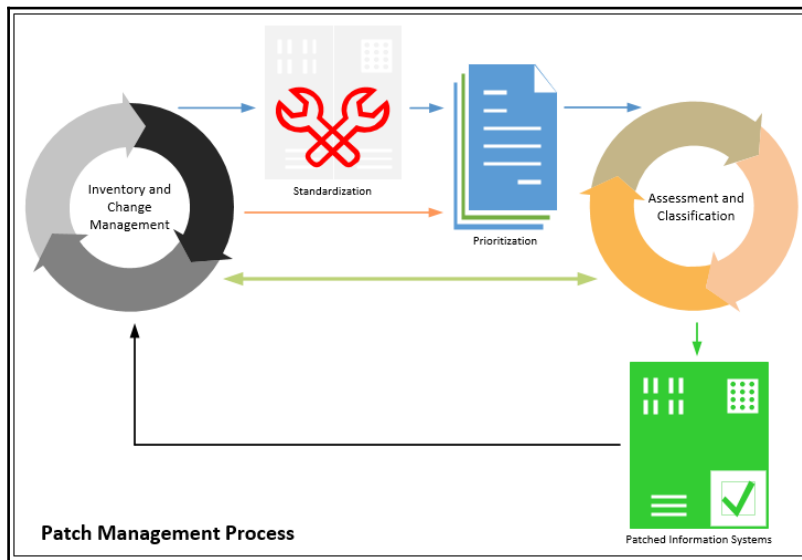 Inventory and
Change
Management
Standardization
Prioritization
Assessment and
Classification
Patched Information Systems
Patch Management Process